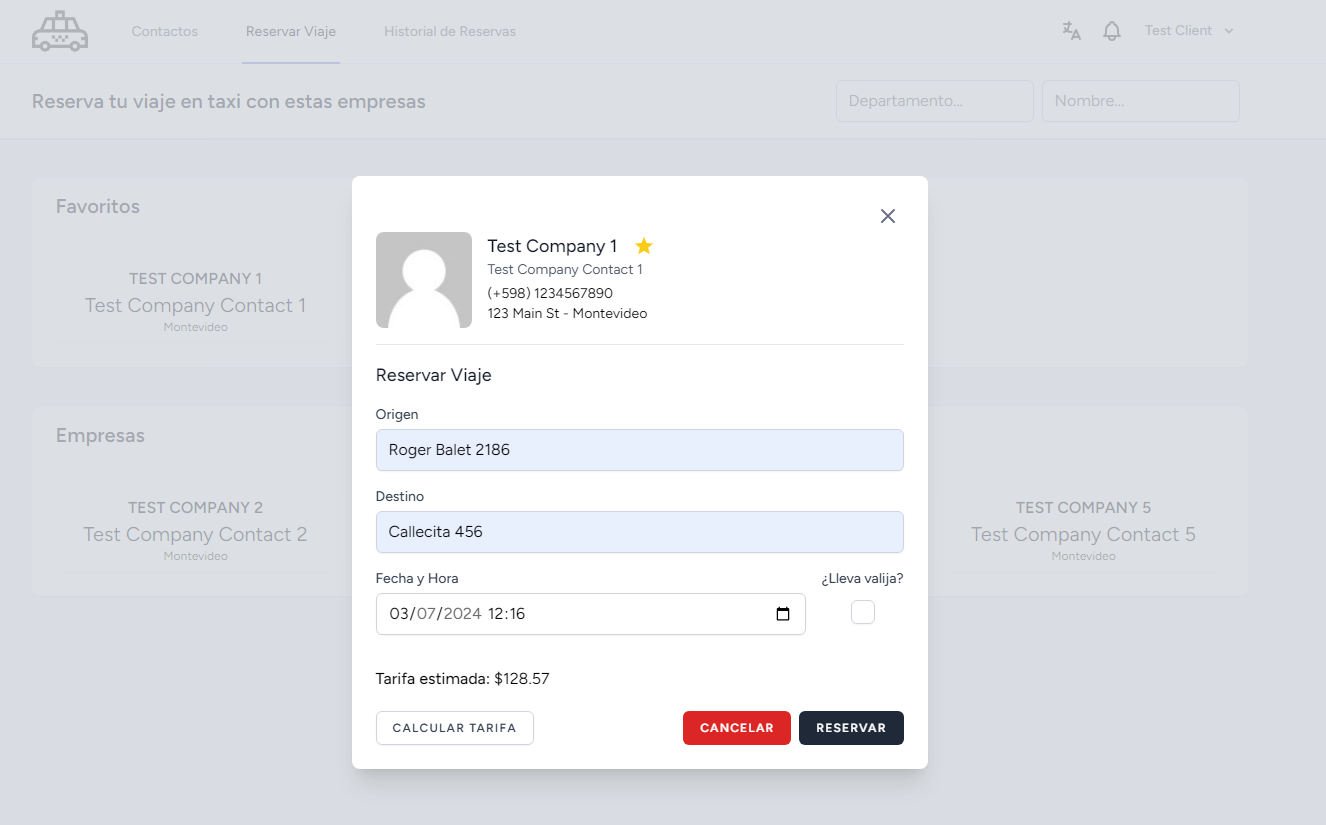 Contactos
Reservar Viaje
Historial de Reservas
Test Client
Reserva tu viaje en taxi con estas empresas
Departamento...
Nombre...
Favoritos
TEST COMPANY 1
Test Company Contact 1
Montevideo
Empresas
TEST COMPANY 2
Test Company Contact 2
Montevideo
TEST COMPANY 5
Test Company Contact 5
Montevideo
Test Company 1
Test Company Contact 1
(+598) 1234567890
123 Main St - Montevideo
Reservar Viaje
Origen
Roger Balet 2186
Destino
Callecita 456
Fecha y Hora
¿Lleva valija?
03/07/2024 12:16
Tarifa estimada: $128.57
CALCULAR TARIFA
CANCELAR
RESERVAR